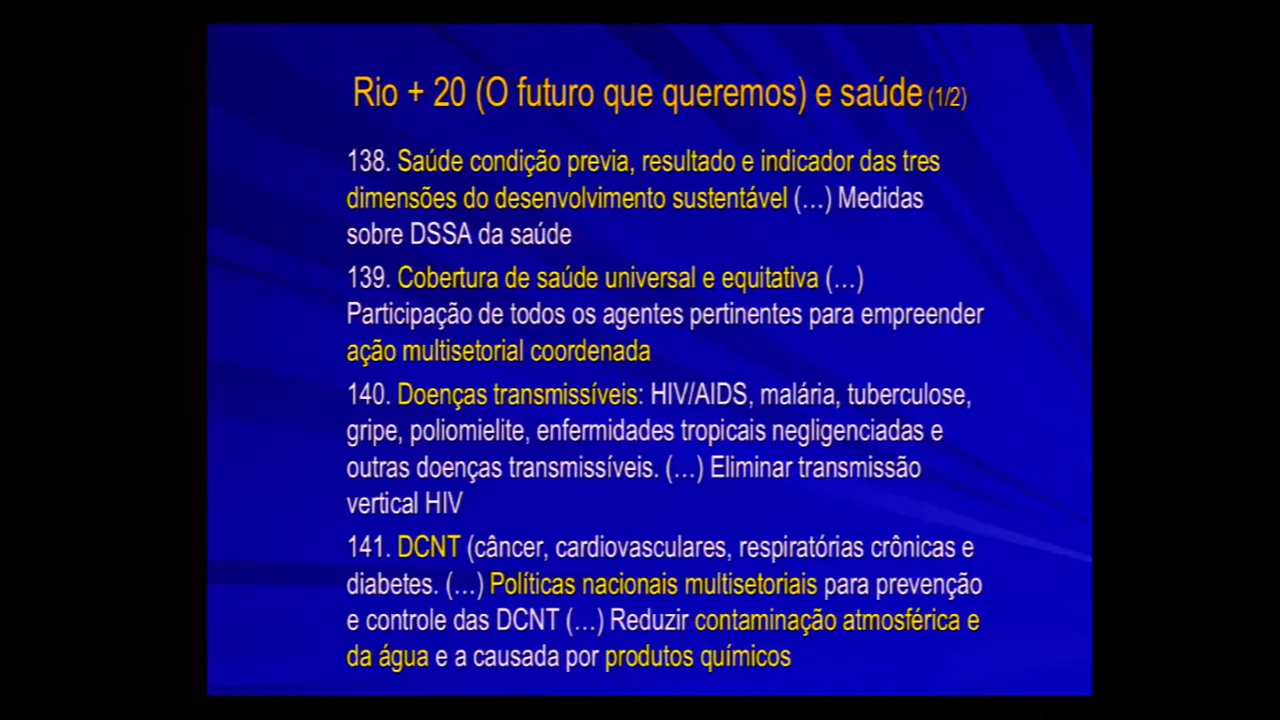 Rio + 20 (O futuro que queremos) e saúde (1/2)
138. Saúde condição previa, resultado e indicador das tres
dimensões do desenvolvimento sustentável (…) Medidas
sobre DSSA da saúde
139. Cobertura de saúde universal e equitativa (…)
Participação de todos os agentes pertinentes para empreender
ação multisetorial coordenada
140. Doenças transmissíveis: HIV/AIDS, malária, tuberculose,
gripe, poliomielite, enfermidades tropicais negligenciadas e
outras doenças transmissíveis. (…) Eliminar transmissão
vertical HIV
141. DCNT (câncer, cardiovasculares, respiratórias crônicas e
diabetes. (…) Políticas nacionais multisetoriais para prevenção
e controle das DCNT (…) Reduzir contaminação atmosférica e
da água e a causada por produtos químicos